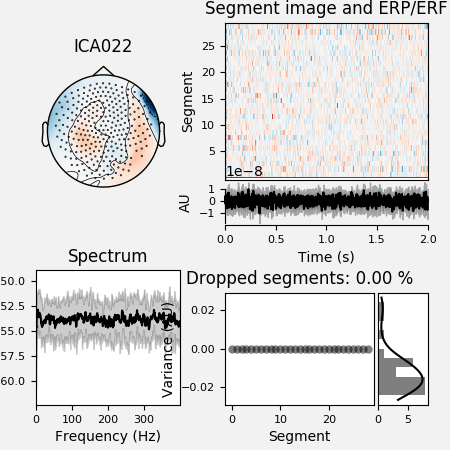 ICA022
Segment image and ERP/ERF
Segment
25
20
15
10
5
1e−8
AU
1
0
−1
0.0 0.5 1.0 1.5 2.0
Time (s)
Spectrum
50.0
52.5
55.0
57.5
60.0
0 100 200 300
Frequency (Hz)
Dropped segments: 0.00 %
0.02
0.00
−0.02
0 10 20
Segment
0 5